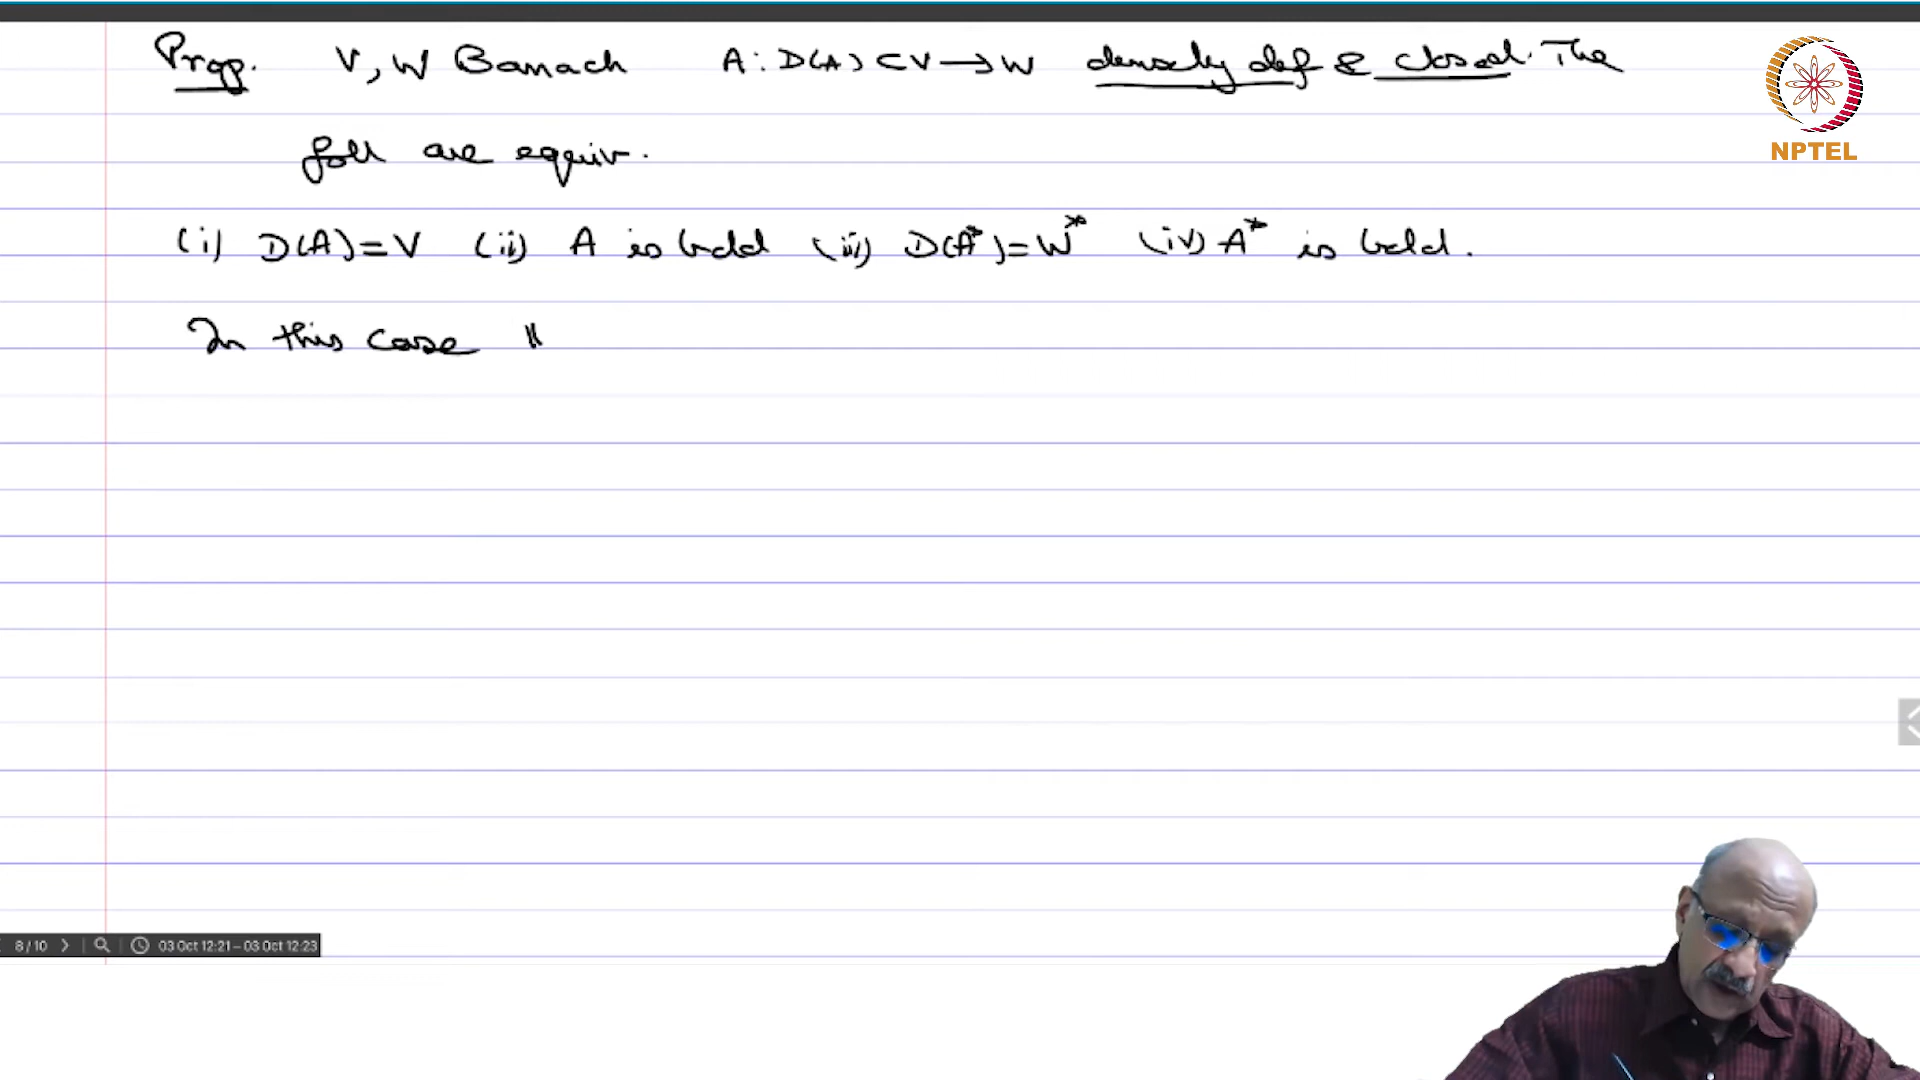 Prop. V, W Banach A: D(A) ⊂ V → W densely def & closed. The
foll are equiv.
(i) D(A) = V (ii) A is bdd (iii) D(A*) = W* (iv) A* is bdd.
In this case ||
NPTEL
8/10 03 Oct 12:21 – 03 Oct 12:23